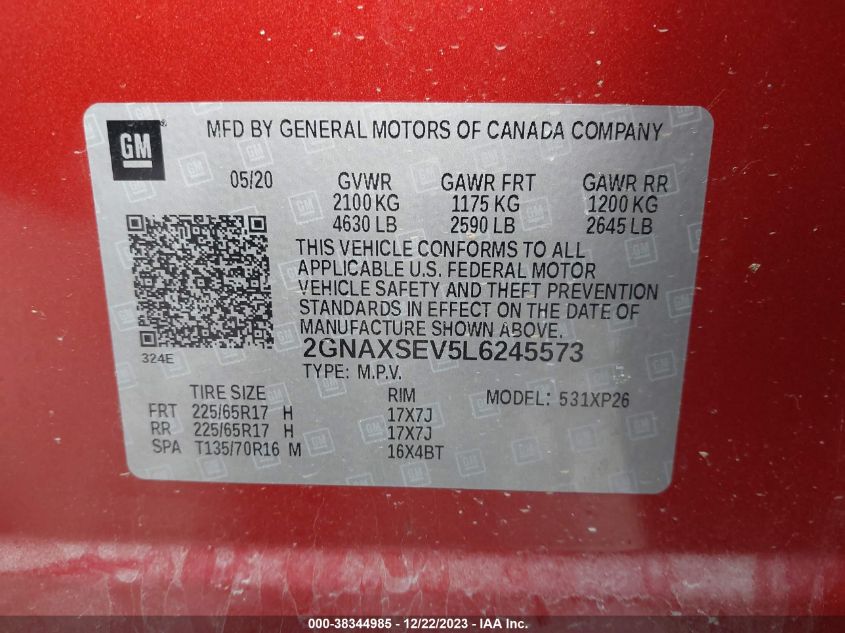 GM
MFD BY GENERAL MOTORS OF CANADA COMPANY
05/20 GVWR GAWR FRT GAWR RR
2100 KG 1175 KG 1200 KG
4630 LB 2590 LB 2645 LB
THIS VEHICLE CONFORMS TO ALL
APPLICABLE U.S. FEDERAL MOTOR
VEHICLE SAFETY AND THEFT PREVENTION
STANDARDS IN EFFECT ON THE DATE OF
MANUFACTURE SHOWN ABOVE.
324E
2GNAXSEV5L6245573
TYPE: M.P.V.
TIRE SIZE RIM MODEL: 531XP26
FRT 225/65R17 H 17X7J
RR 225/65R17 H 17X7J
SPA T135/70R16 M 16X4BT
000-38344985 - 12/22/2023 - IAAI.com